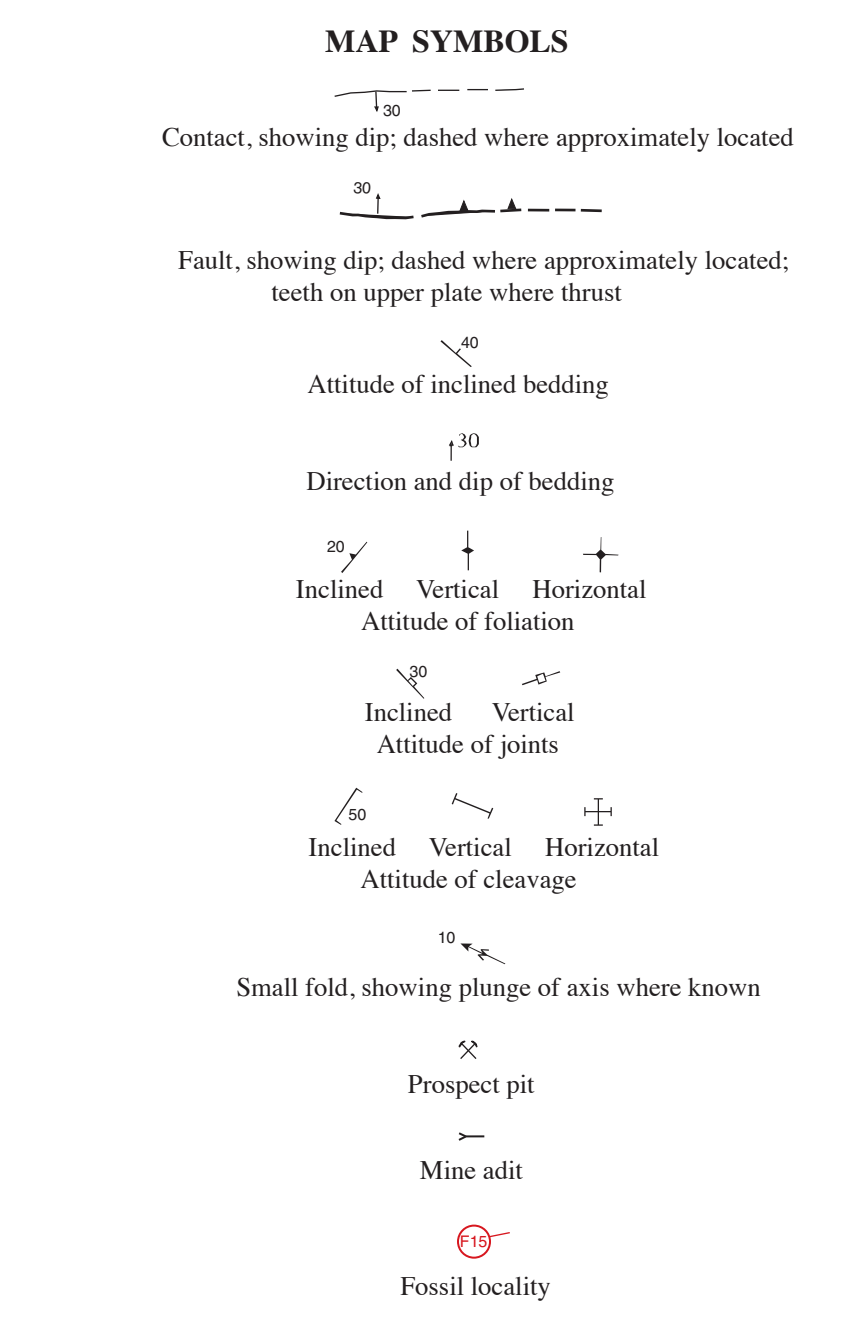 MAP SYMBOLS
30
Contact, showing dip; dashed where approximately located
30
Fault, showing dip; dashed where approximately located;
teeth on upper plate where thrust
40
Attitude of inclined bedding
30
Direction and dip of bedding
20
Inclined Vertical Horizontal
Attitude of foliation
30
Inclined Vertical
Attitude of joints
50
Inclined Vertical Horizontal
Attitude of cleavage
10
Small fold, showing plunge of axis where known
Prospect pit
Mine adit
F15
Fossil locality